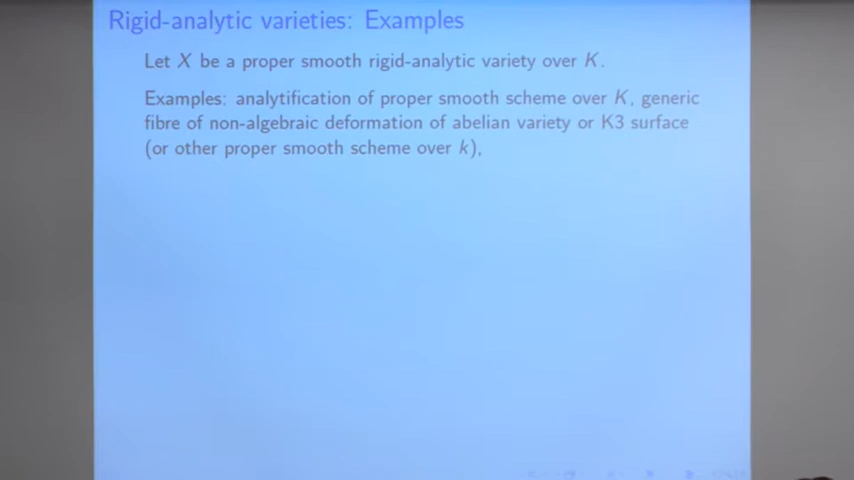 Rigid-analytic varieties: Examples
Let X be a proper smooth rigid-analytic variety over K.
Examples: analytification of proper smooth scheme over K, generic
fibre of non-algebraic deformation of abelian variety or K3 surface
(or other proper smooth scheme over k),